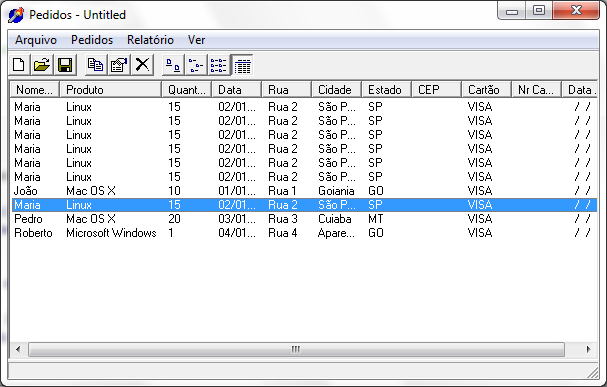 Pedidos - Untitled
Arquivo Pedidos Relatório Ver
Nome... Produto Quant... Data Rua Cidade Estado CEP Cartão Nr Ca... Data .
Maria Linux 15 02/01... Rua 2 São P... SP VISA / /
Maria Linux 15 02/01... Rua 2 São P... SP VISA / /
Maria Linux 15 02/01... Rua 2 São P... SP VISA / /
Maria Linux 15 02/01... Rua 2 São P... SP VISA / /
Maria Linux 15 02/01... Rua 2 São P... SP VISA / /
Maria Linux 15 02/01... Rua 2 São P... SP VISA / /
João Mac OS X 10 01/01... Rua 1 Goiania GO VISA / /
Maria Linux 15 02/01... Rua 2 São P... SP VISA / /
Pedro Mac OS X 20 03/01... Rua 3 Cuiaba MT VISA / /
Roberto Microsoft Windows 1 04/01... Rua 4 Apare... GO VISA / /